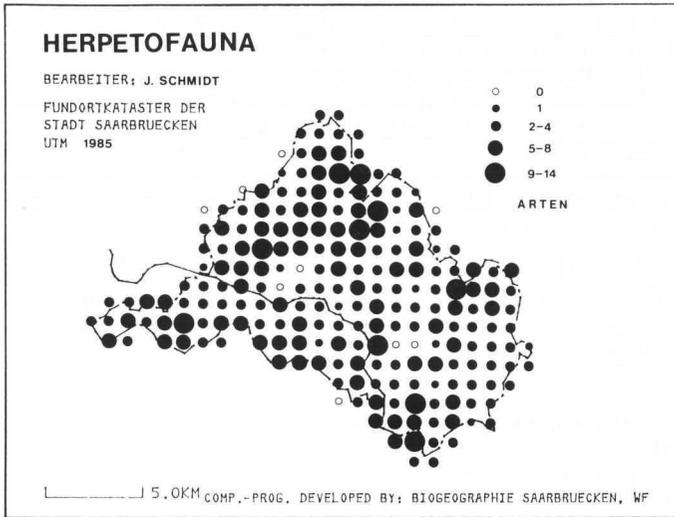 HERPETOFAUNA
BEARBEITER: J. SCHMIDT
FUNDORTKATASTER DER
STADT SAARBRUECKEN
UTM 1985
0
1
2-4
5-8
9-14
ARTEN
5.0KM COMP.-PROG. DEVELOPED BY: BIOGEOGRAPHIE SAARBRUECKEN, WF